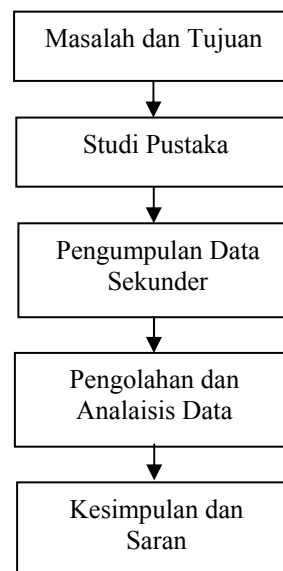 Masalah dan Tujuan
Studi Pustaka
Pengumpulan Data
Sekunder
Pengolahan dan
Analaisis Data
Kesimpulan dan
Saran